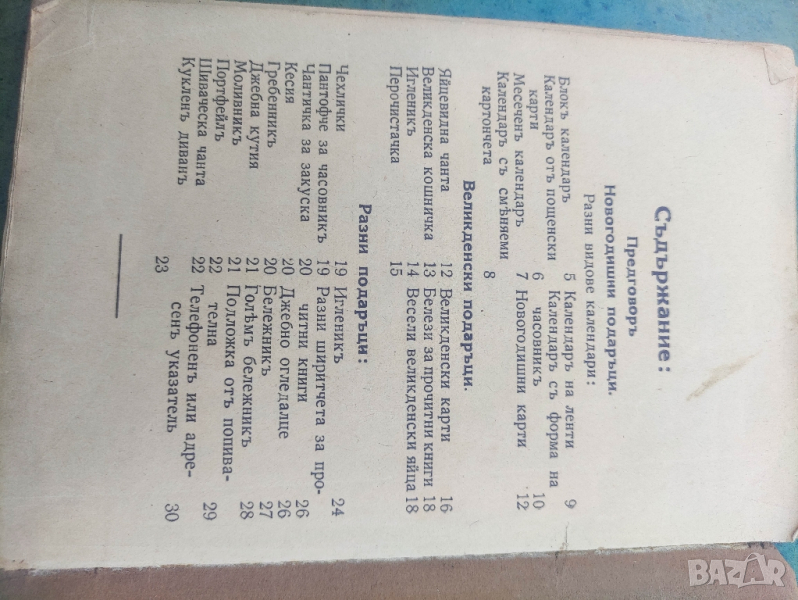 Съдържание:
Предговоръ
Новогодишни подаръци.
Разни видове календари:
Блокъ календаръ 5
Календаръ отъ пощенски
карти 6
Месеченъ календаръ 7
Календаръ съ смѣняеми
картончета 8
Календаръ на ленти 9
Календаръ съ форма на
часовникъ 10
Новогодишни карти 12
Великденски подаръци.
Яйцевидна чанта 12
Великденска кошничка 13
Игленикъ 14
Перочистачка 15
Великденски карти 16
Белези за прочитни книги 18
Весели великденски яйца 18
Разни подаръци:
Чехлички 19
Пантофче за часовникъ 19
Чантичка за закуска 20
Кесия 20
Гребенникъ 20
Джебна кутия 21
Моливникъ 21
Портфейлъ 22
Шиваческа чанта 22
Кукленъ диванъ 23
Игленикъ 24
Разни ширитчета за про-
читни книги 26
Джебно огледалце 26
Бележникъ 27
Голѣмъ бележникъ 28
Подложка отъ попива-
телна 29
Телефоненъ или адре-
сенъ указатель 30
BAZAR